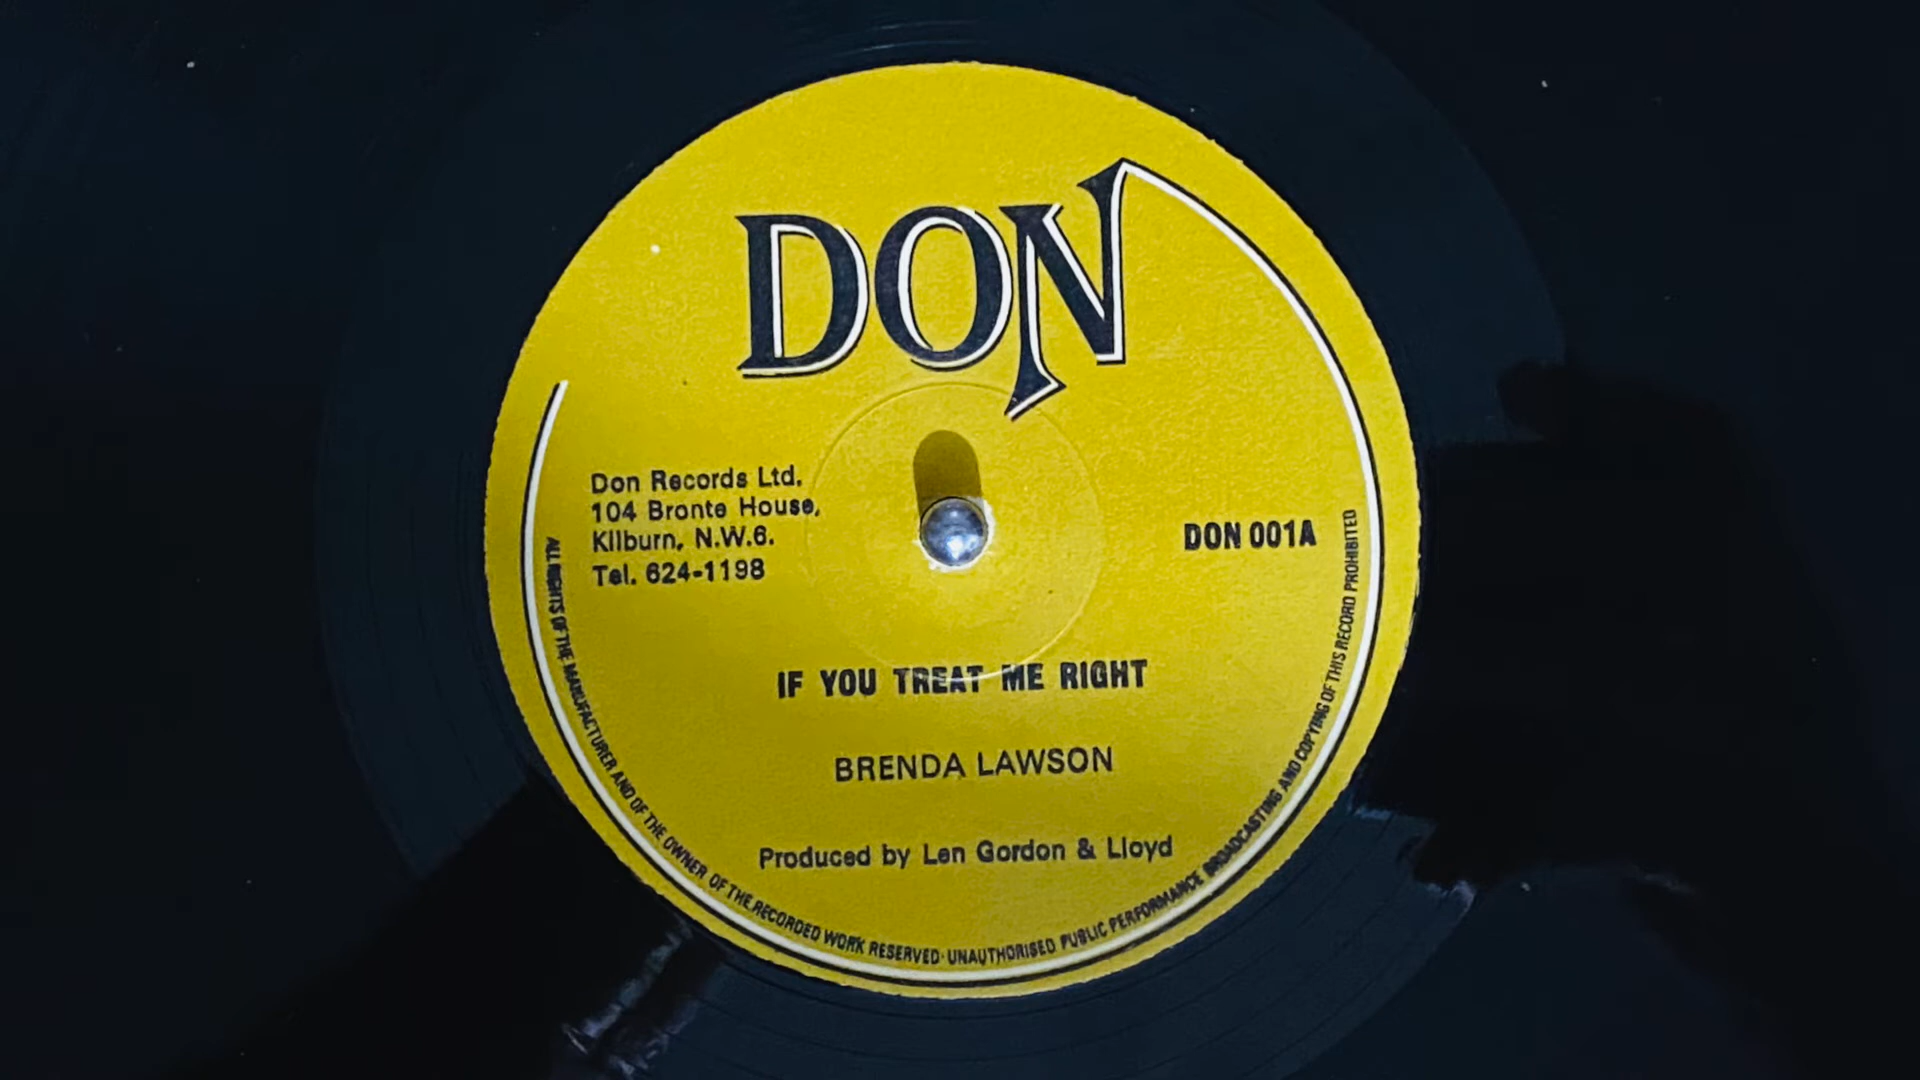 DON
Don Records Ltd.
104 Bronte House,
Kilburn, N.W.6.
Tel. 624-1198
DON 001A
IF YOU TREAT ME RIGHT
BRENDA LAWSON
Produced by Len Gordon & Lloyd
ALL RIGHTS OF THE MANUFACTURER AND OF THE OWNER OF THE RECORDED WORK RESERVED · UNAUTHORISED PUBLIC PERFORMANCE BROADCASTING AND COPYING OF THIS RECORD PROHIBITED